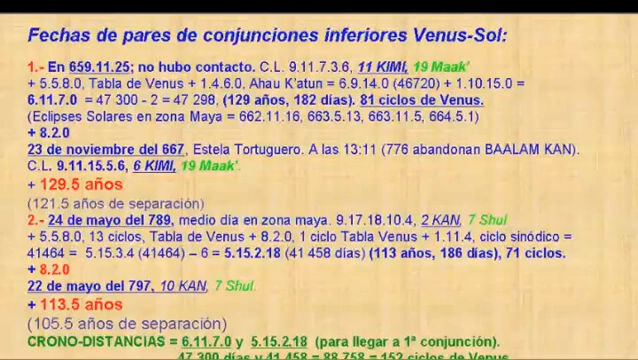 Fechas de pares de conjunciones inferiores Venus-Sol:
1.- En 659.11.25; no hubo contacto. C.L. 9.11.7.3.6, 11 KIMI, 19 Maak'
+ 5.5.8.0, Tabla de Venus + 1.4.6.0, Ahau K'atun = 6.9.14.0 (46720) + 1.10.15.0 =
6.11.7.0 = 47 300 - 2 = 47 298, (129 años, 182 días). 81 ciclos de Venus.
(Eclipses Solares en zona Maya = 662.11.16, 663.5.13, 663.11.5, 664.5.1)
+ 8.2.0
23 de noviembre del 667, Estela Tortuguero. A las 13:11 (776 abandonan BAALAM KAN).
C.L. 9.11.15.5.6, 6 KIMI, 19 Maak'.
+ 129.5 años
(121.5 años de separación)
2.- 24 de mayo del 789, medio día en zona maya. 9.17.18.10.4, 2 KAN, 7 Shul
+ 5.5.8.0, 13 ciclos, Tabla de Venus + 8.2.0, 1 ciclo Tabla Venus + 1.11.4, ciclo sinódico =
41464 = 5.15.3.4 (41464) – 6 = 5.15.2.18 (41 458 días) (113 años, 186 días), 71 ciclos.
+ 8.2.0
22 de mayo del 797, 10 KAN, 7 Shul.
+ 113.5 años
(105.5 años de separación)
CRONO-DISTANCIAS = 6.11.7.0 y 5.15.2.18 (para llegar a 1ª conjunción).
47 300 días y 41 458 = 88 758 = 152 ciclos de Venus